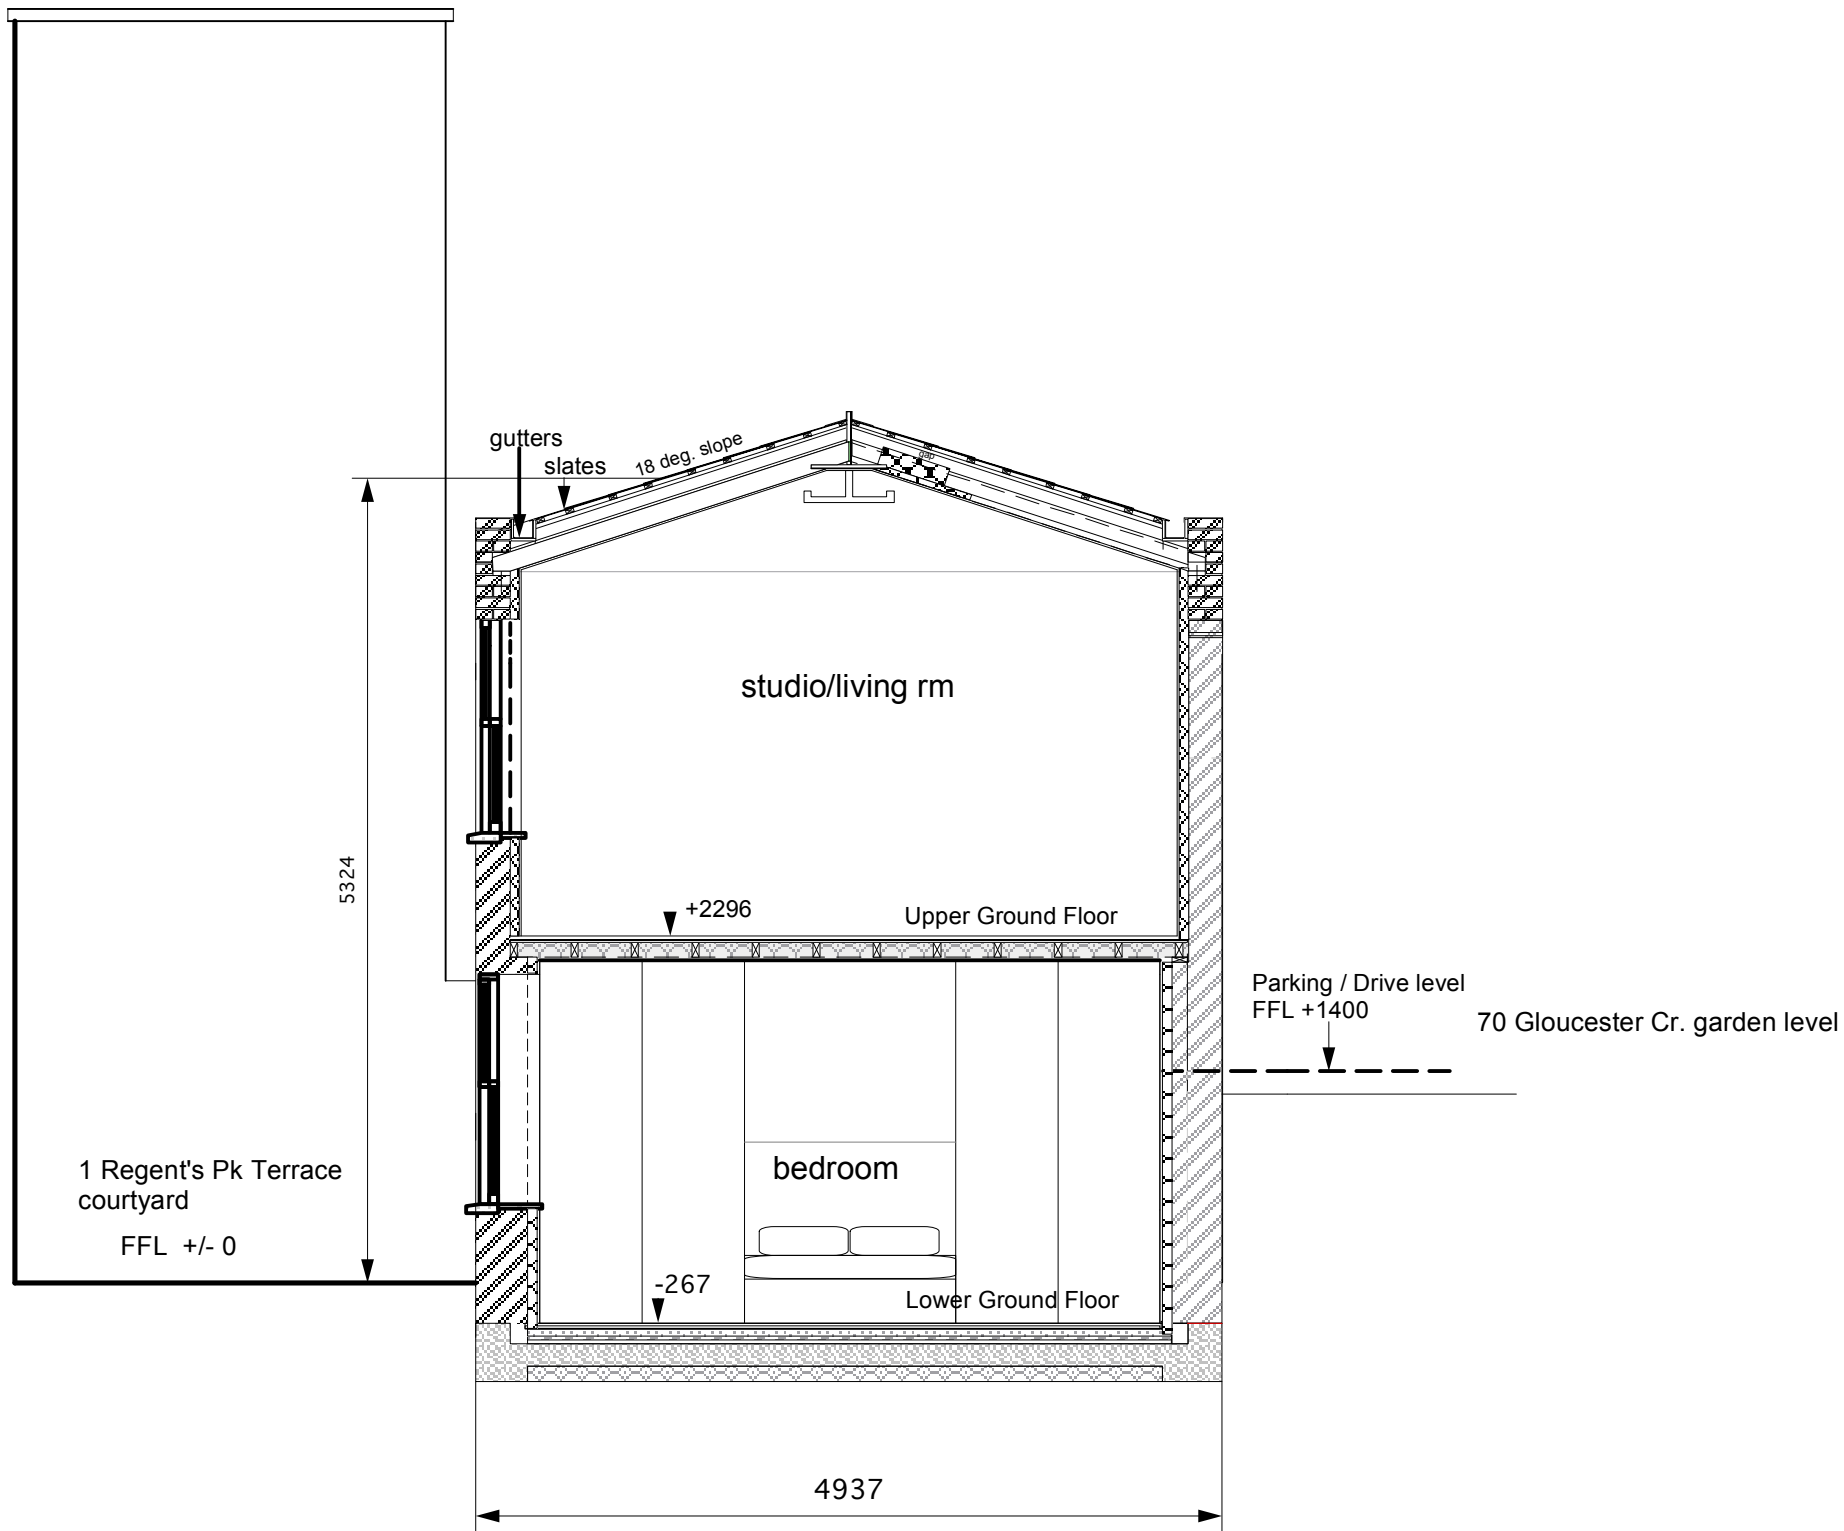 gutters
slates
18 deg. slope
gap
studio/living rm
5324
+2296
Upper Ground Floor
Parking / Drive level
FFL +1400
70 Gloucester Cr. garden level
1 Regent's Pk Terrace
courtyard
FFL +/- 0
bedroom
-267
Lower Ground Floor
4937